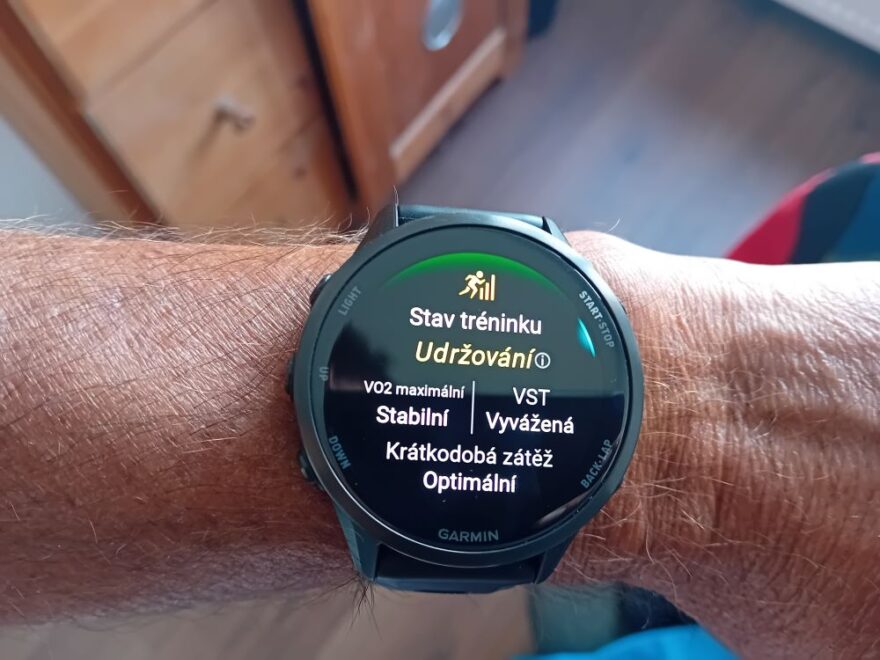 LIGHT
START·STOP
Stav tréninku
Udržování
UP
VO2 maximální
Stabilní
VST
Vyvážená
DOWN
BACK·LAP
Krátkodobá zátěž
Optimální
GARMIN